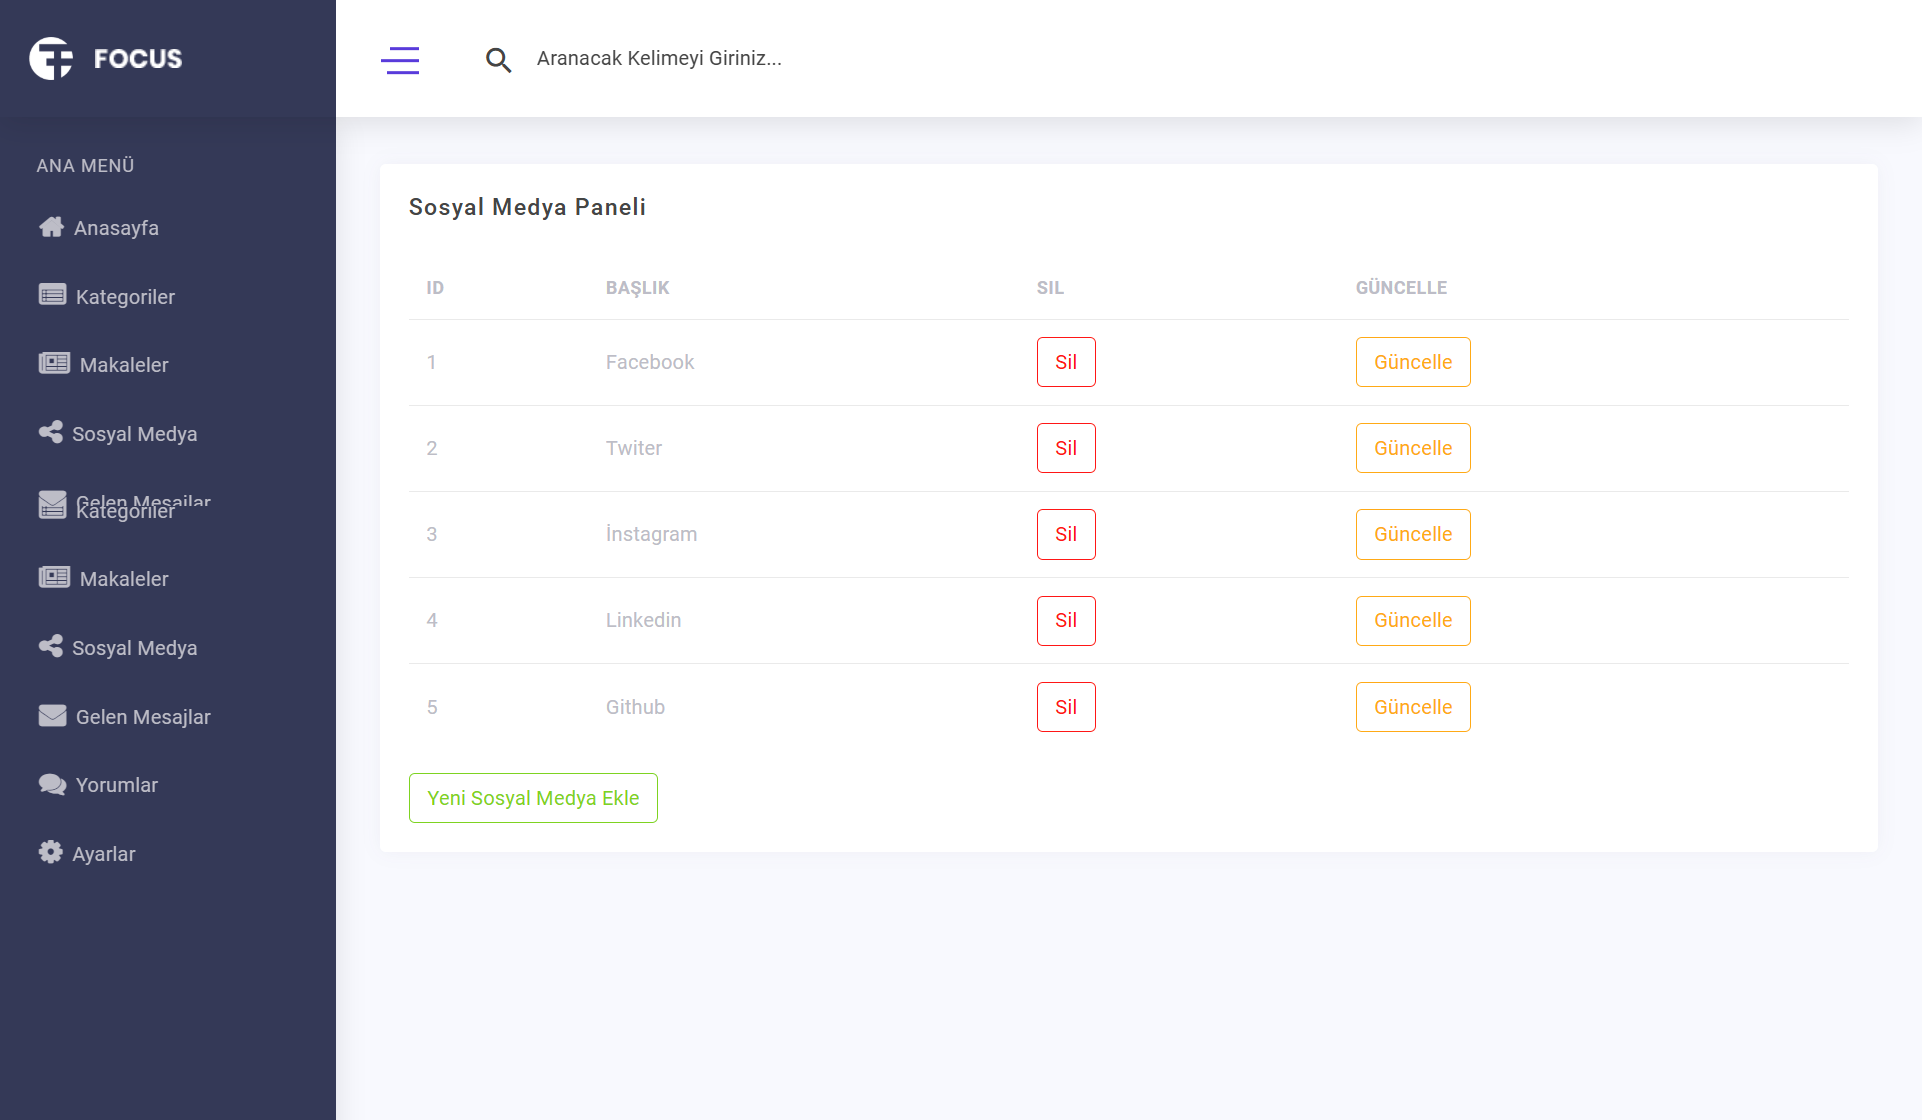 FOCUS
Aranacak Kelimeyi Giriniz...
ANA MENÜ
Anasayfa
Kategoriler
Makaleler
Sosyal Medya
Gelen Mesajlar
Kategoriler
Makaleler
Sosyal Medya
Gelen Mesajlar
Yorumlar
Ayarlar
Sosyal Medya Paneli
ID BAŞLIK SIL GÜNCELLE
1 Facebook Sil Güncelle
2 Twiter Sil Güncelle
3 İnstagram Sil Güncelle
4 Linkedin Sil Güncelle
5 Github Sil Güncelle
Yeni Sosyal Medya Ekle